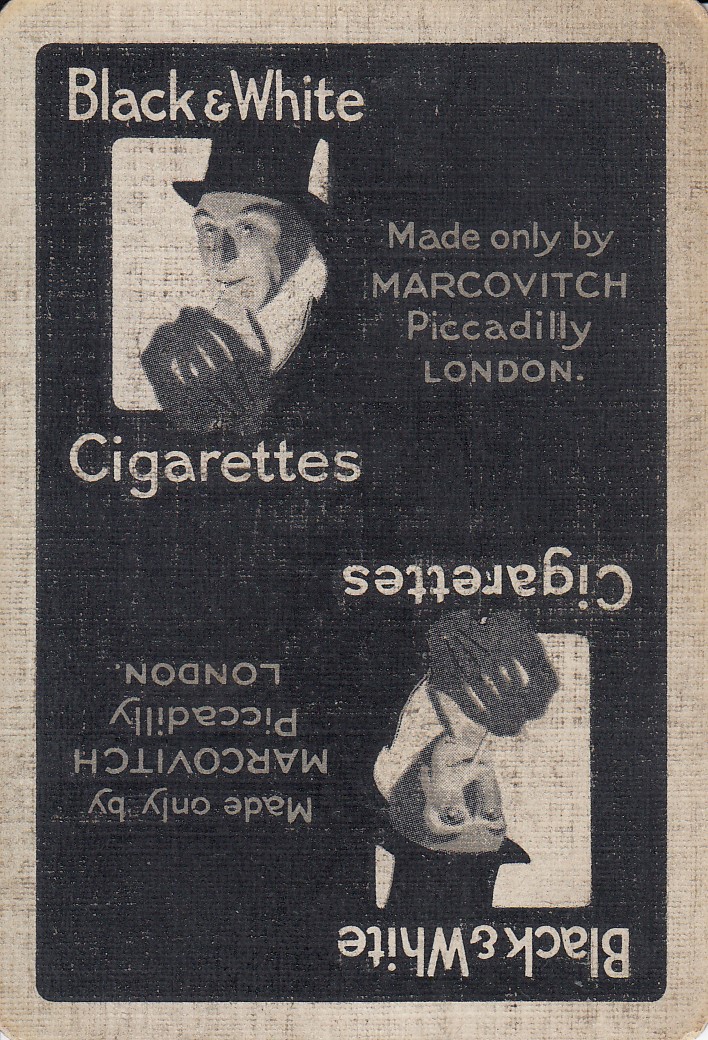 Black & White
Made only by
MARCOVITCH
Piccadilly
LONDON.
Cigarettes
Black & White
Made only by
MARCOVITCH
Piccadilly
LONDON.
Cigarettes